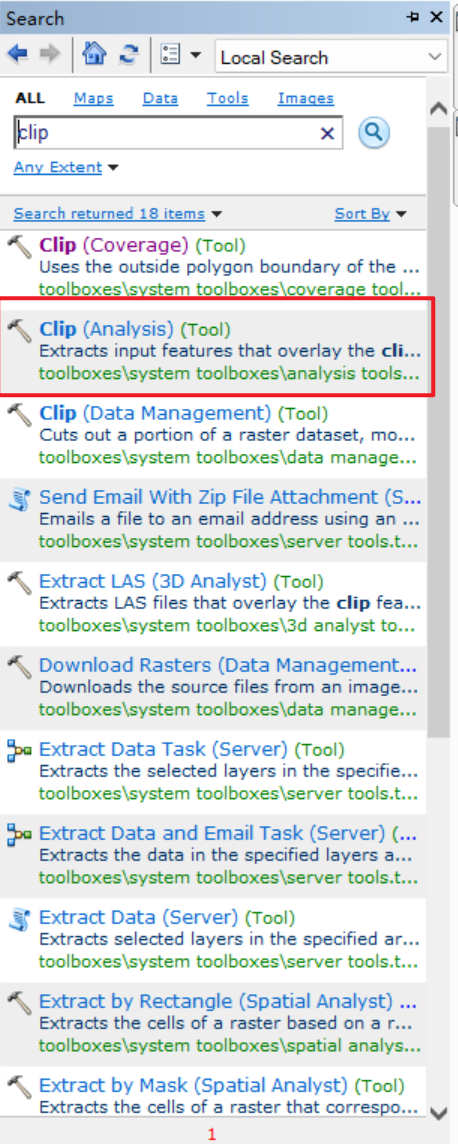 Search
Local Search
ALL Maps Data Tools Images
clip
Any Extent
Search returned 18 items Sort By
Clip (Coverage) (Tool)
Uses the outside polygon boundary of the ...
toolboxes\system toolboxes\coverage tool...
Clip (Analysis) (Tool)
Extracts input features that overlay the cli...
toolboxes\system toolboxes\analysis tools...
Clip (Data Management) (Tool)
Cuts out a portion of a raster dataset, mo...
toolboxes\system toolboxes\data manage...
Send Email With Zip File Attachment (S...
Emails a file to an email address using an ...
toolboxes\system toolboxes\server tools.t...
Extract LAS (3D Analyst) (Tool)
Extracts LAS files that overlay the clip fea...
toolboxes\system toolboxes\3d analyst to...
Download Rasters (Data Management...
Downloads the source files from an image...
toolboxes\system toolboxes\data manage...
Extract Data Task (Server) (Tool)
Extracts the selected layers in the specifie...
toolboxes\system toolboxes\server tools.t...
Extract Data and Email Task (Server) (...
Extracts the data in the specified layers a...
toolboxes\system toolboxes\server tools.t...
Extract Data (Server) (Tool)
Extracts selected layers in the specified ar...
toolboxes\system toolboxes\server tools.t...
Extract by Rectangle (Spatial Analyst) ...
Extracts the cells of a raster based on a r...
toolboxes\system toolboxes\spatial analys...
Extract by Mask (Spatial Analyst) (Tool)
Extracts the cells of a raster that correspo...
1